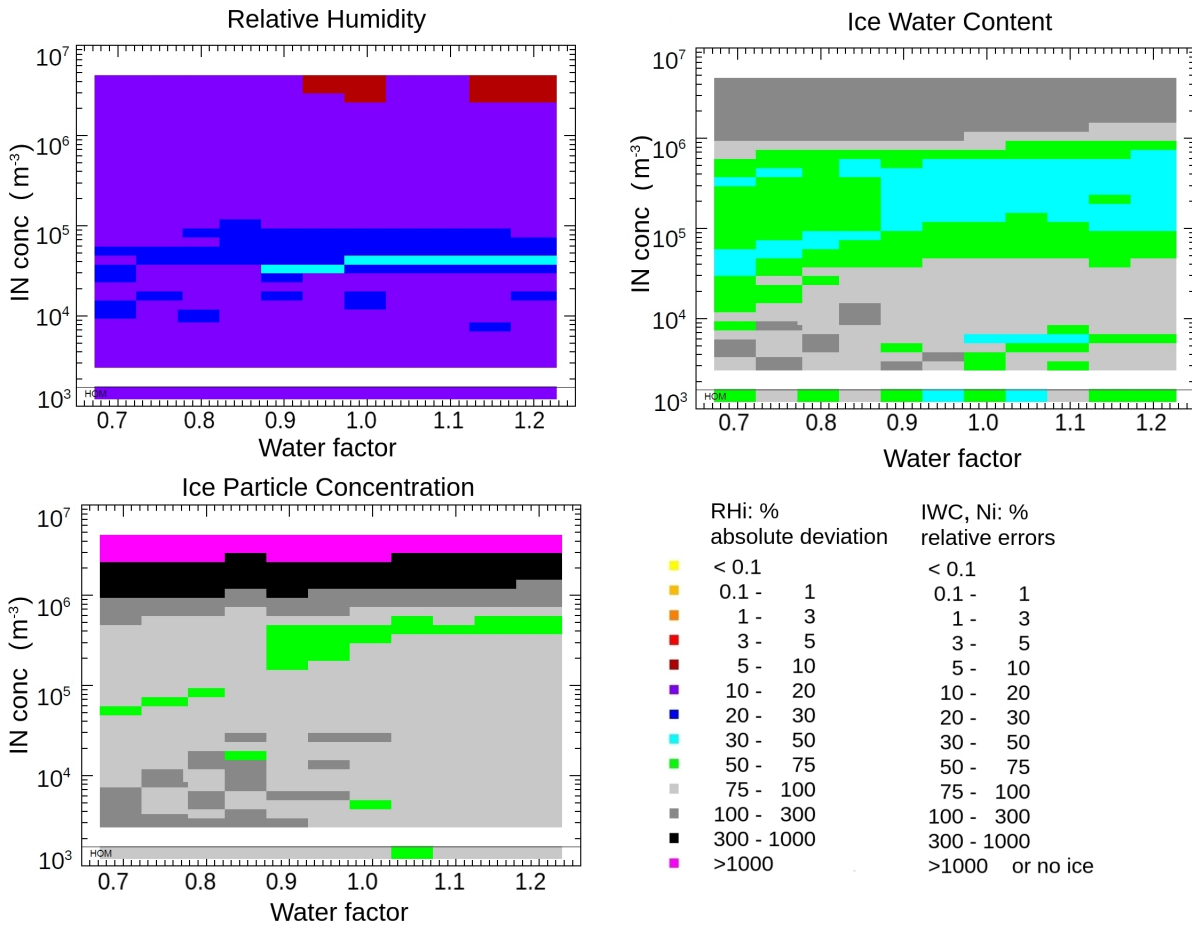 Relative Humidity
10⁷
10⁶
10⁵
10⁴
10³
IN conc (m⁻³)
HOM
0.7 0.8 0.9 1.0 1.1 1.2
Water factor
Ice Water Content
10⁷
10⁶
10⁵
10⁴
10³
IN conc (m⁻³)
HOM
0.7 0.8 0.9 1.0 1.1 1.2
Water factor
Ice Particle Concentration
10⁷
10⁶
10⁵
10⁴
10³
IN conc (m⁻³)
HOM
0.7 0.8 0.9 1.0 1.1 1.2
Water factor
RHi: % IWC, Ni: %
absolute deviation relative errors
< 0.1 < 0.1
0.1 - 1 0.1 - 1
1 - 3 1 - 3
3 - 5 3 - 5
5 - 10 5 - 10
10 - 20 10 - 20
20 - 30 20 - 30
30 - 50 30 - 50
50 - 75 50 - 75
75 - 100 75 - 100
100 - 300 100 - 300
300 - 1000 300 - 1000
>1000 >1000 or no ice